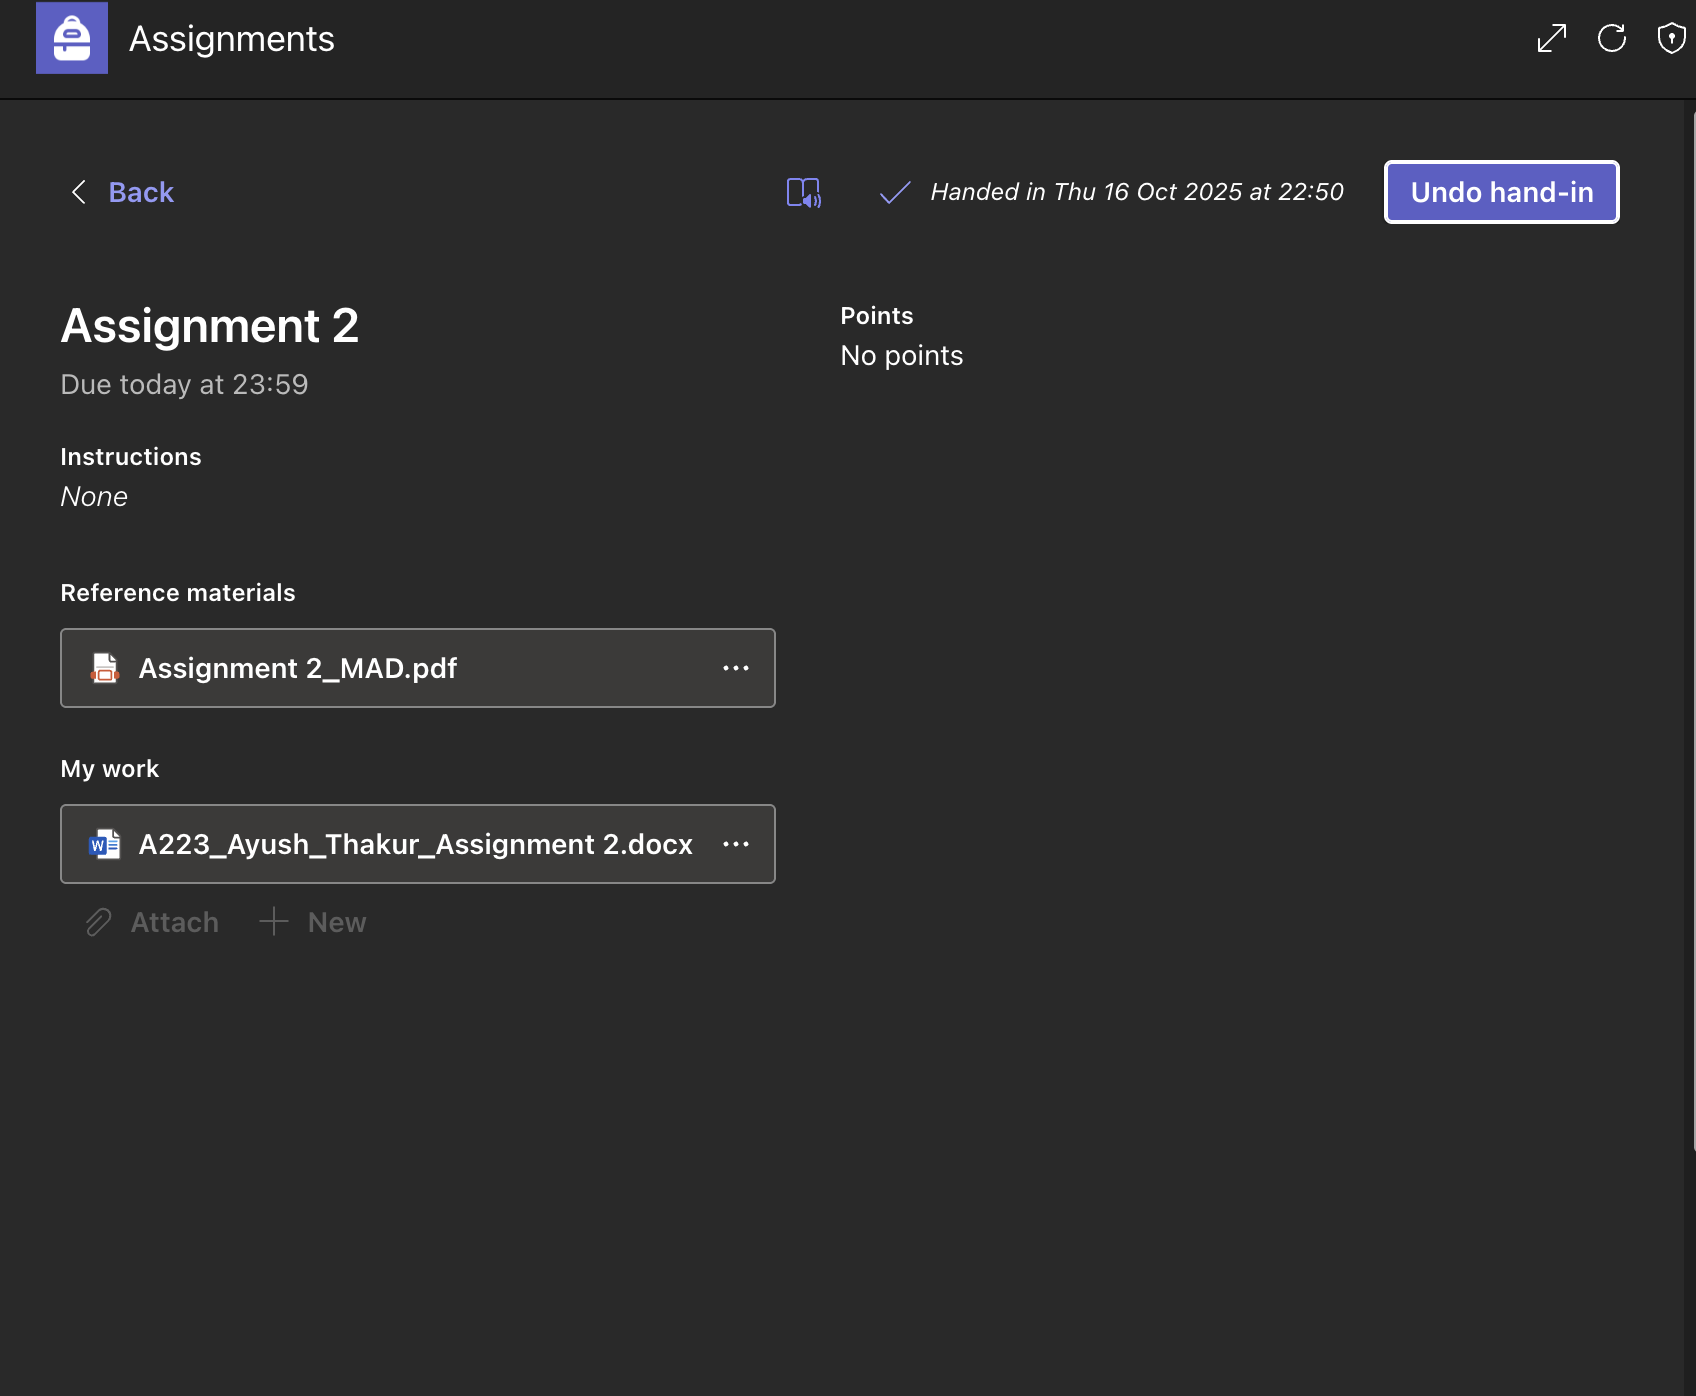 Assignments
Back
Handed in Thu 16 Oct 2025 at 22:50
Undo hand-in
Assignment 2
Due today at 23:59
Points
No points
Instructions
None
Reference materials
Assignment 2_MAD.pdf
My work
W
A223_Ayush_Thakur_Assignment 2.docx
Attach
New